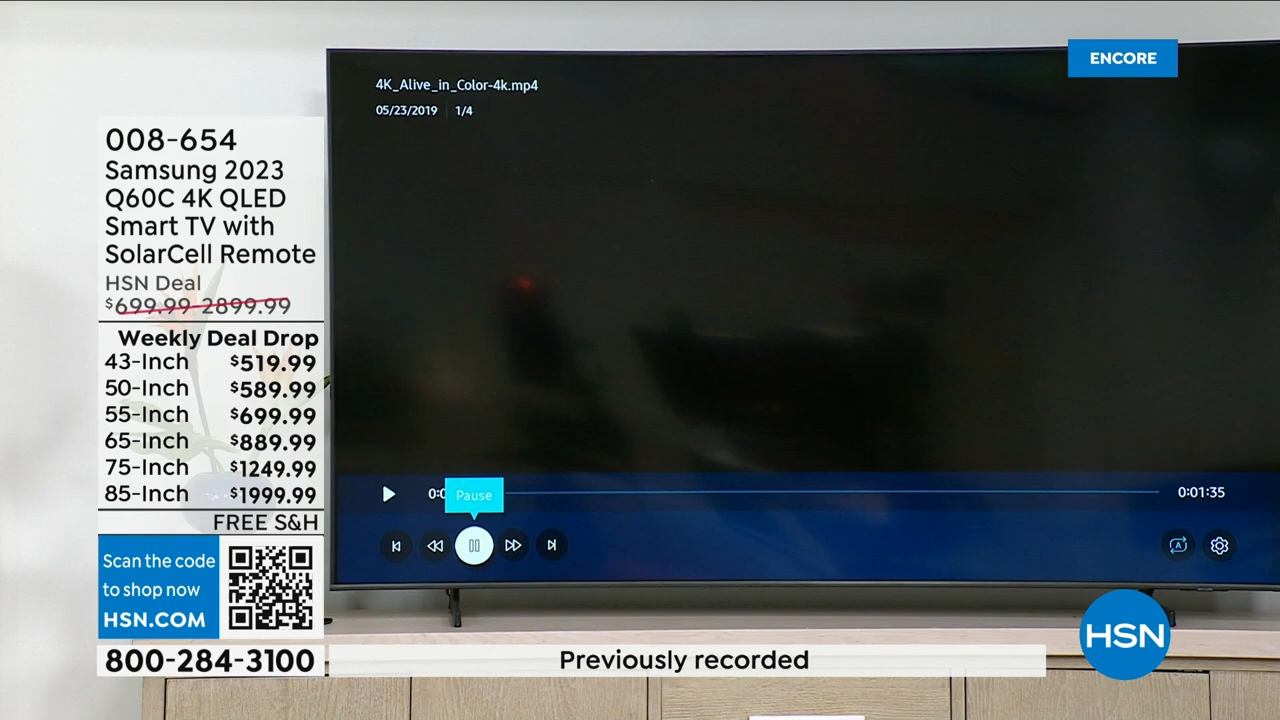 ENCORE
4K_Alive_in_Color-4k.mp4
05/23/2019 1/4
008-654
Samsung 2023
Q60C 4K QLED
Smart TV with
SolarCell Remote
HSN Deal
$699.99-2899.99
Weekly Deal Drop
43-Inch $519.99
50-Inch $589.99
55-Inch $699.99
65-Inch $889.99
75-Inch $1249.99
85-Inch $1999.99
FREE S&H
Scan the code
to shop now
HSN.COM
800-284-3100
Pause
0:01:35
A
HSN
Previously recorded